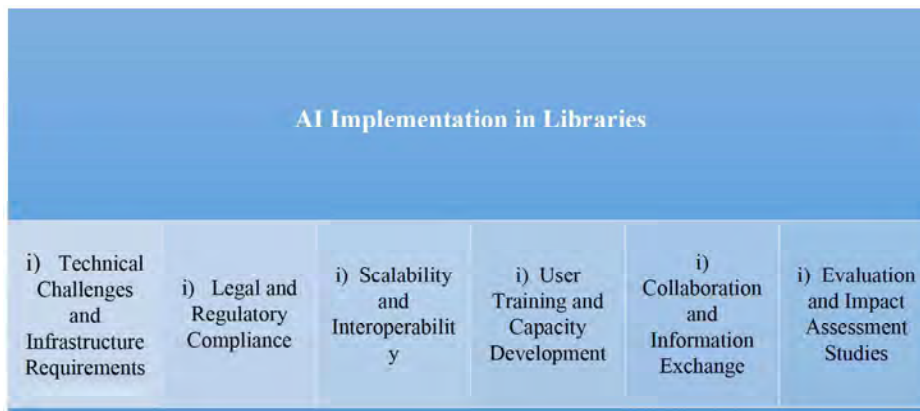 AI Implementation in Libraries
i) Technical
Challenges
and
Infrastructure
Requirements
i) Legal and
Regulatory
Compliance
i) Scalability
and
Interoperabilit
y
i) User
Training and
Capacity
Development
i)
Collaboration
and
Information
Exchange
i) Evaluation
and Impact
Assessment
Studies